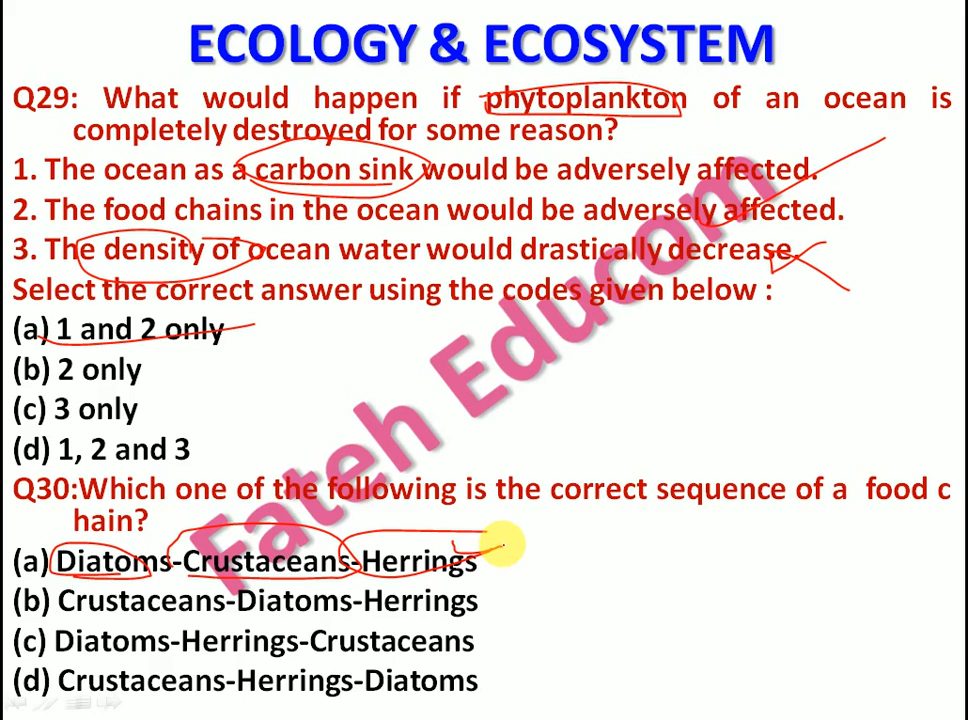 ECOLOGY & ECOSYSTEM
Q29: What would happen if phytoplankton of an ocean is
completely destroyed for some reason?
1. The ocean as a carbon sink would be adversely affected.
2. The food chains in the ocean would be adversely affected.
3. The density of ocean water would drastically decrease.
Select the correct answer using the codes given below :
(a) 1 and 2 only
(b) 2 only
(c) 3 only
(d) 1, 2 and 3
Q30:Which one of the following is the correct sequence of a food c
hain?
(a) Diatoms-Crustaceans-Herrings
(b) Crustaceans-Diatoms-Herrings
(c) Diatoms-Herrings-Crustaceans
(d) Crustaceans-Herrings-Diatoms
Fateh Educom